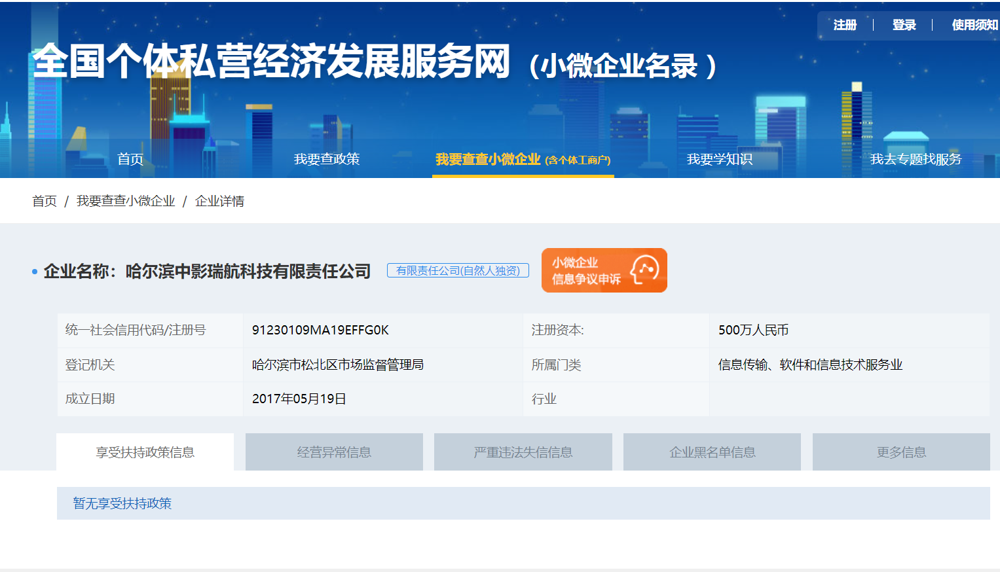 注册 | 登录 | 使用须知
全国个体私营经济发展服务网（小微企业名录 ）
首页 我要查政策 我要查查小微企业 (含个体工商户) 我要学知识 我去专题找服务
首页 / 我要查查小微企业 / 企业详情
企业名称：哈尔滨中影瑞航科技有限责任公司 有限责任公司(自然人独资) 小微企业
信息争议申诉
统一社会信用代码/注册号 91230109MA19EFFG0K 注册资本: 500万人民币
登记机关 哈尔滨市松北区市场监督管理局 所属门类 信息传输、软件和信息技术服务业
成立日期 2017年05月19日 行业
享受扶持政策信息 经营异常信息 严重违法失信信息 企业黑名单信息 更多信息
暂无享受扶持政策